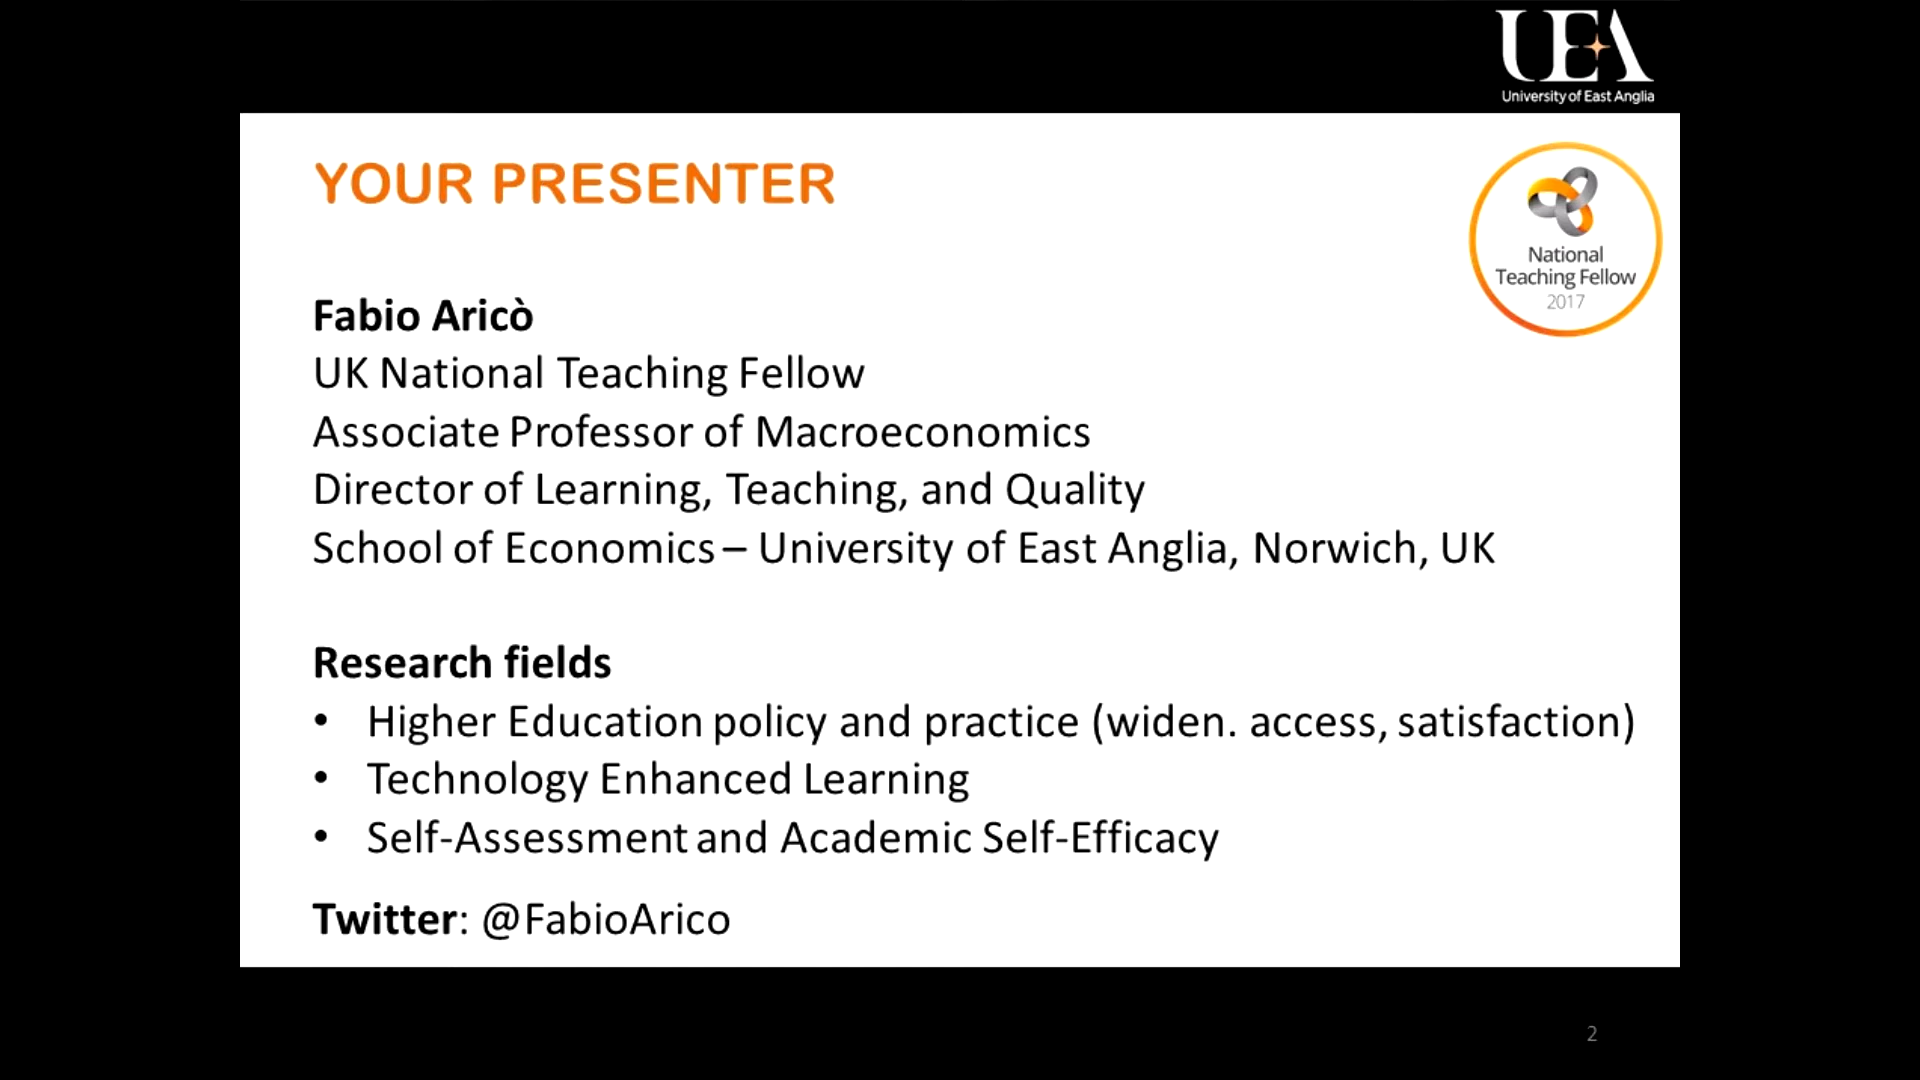 UEA
University of East Anglia
YOUR PRESENTER
National
Teaching Fellow
2017
Fabio Aricò
UK National Teaching Fellow
Associate Professor of Macroeconomics
Director of Learning, Teaching, and Quality
School of Economics – University of East Anglia, Norwich, UK
Research fields
• Higher Education policy and practice (widen. access, satisfaction)
• Technology Enhanced Learning
• Self-Assessment and Academic Self-Efficacy
Twitter: @FabioArico
2